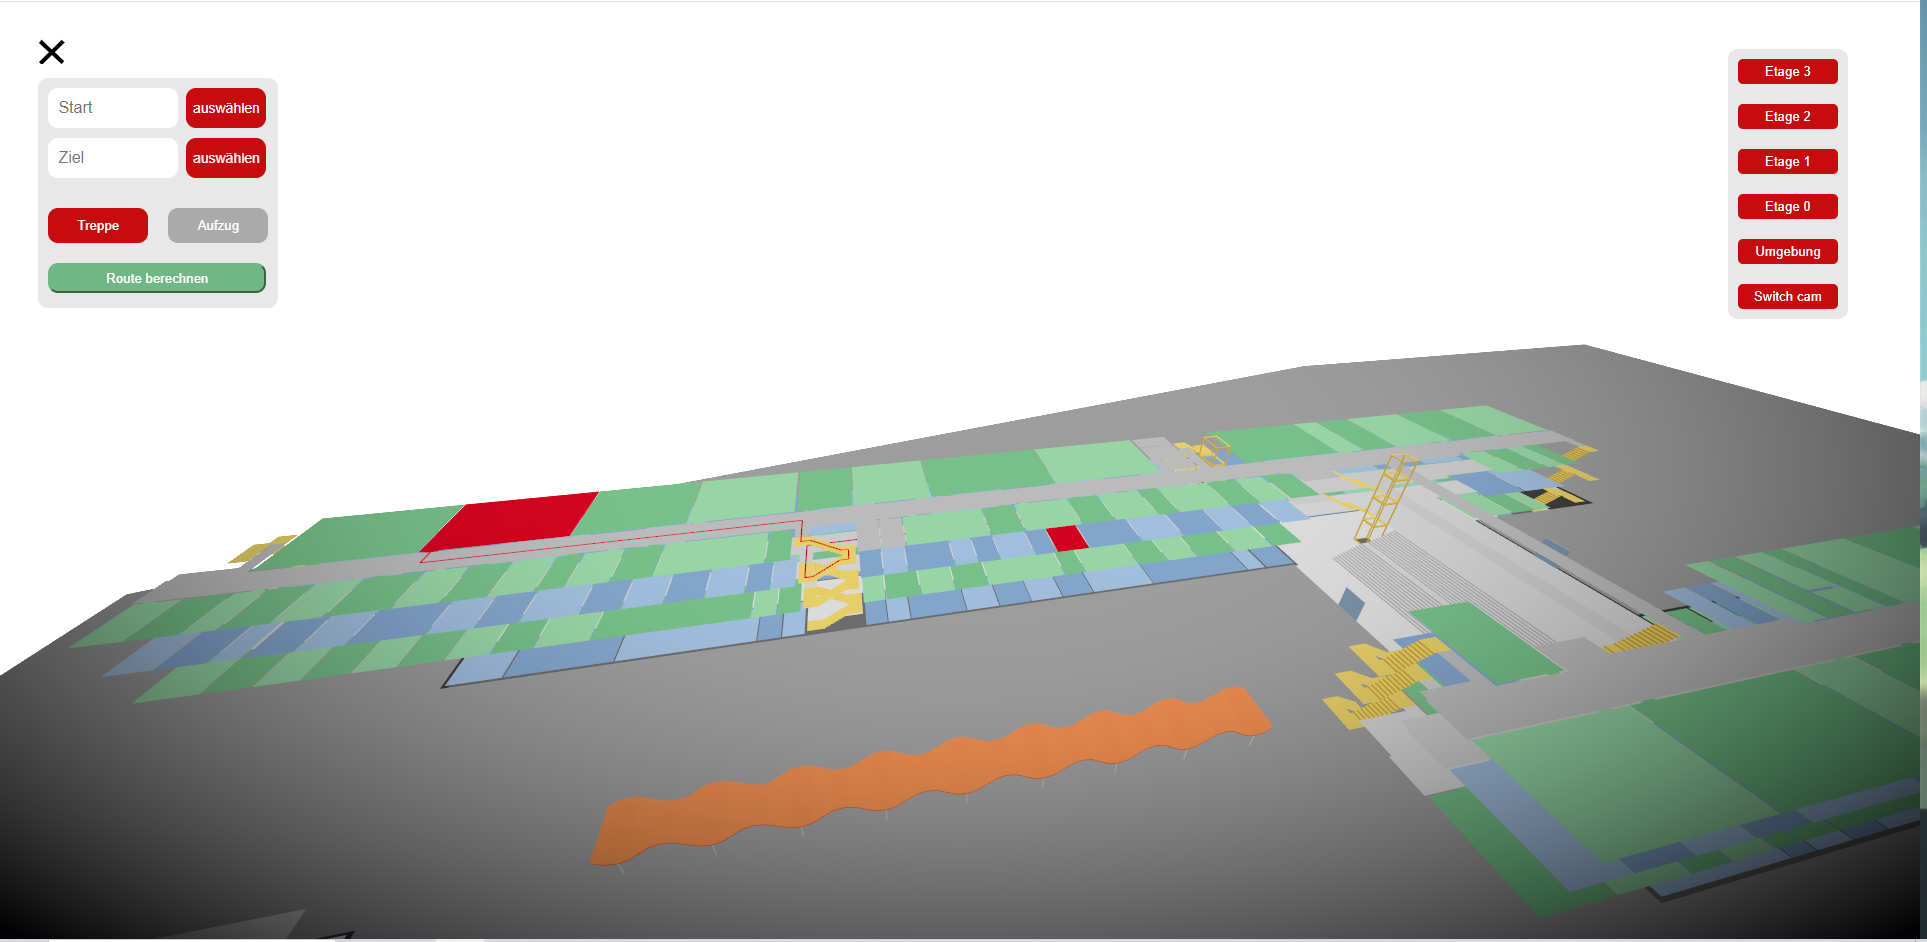 Start
auswählen
Ziel
auswählen
Treppe
Aufzug
Route berechnen
Etage 3
Etage 2
Etage 1
Etage 0
Umgebung
Switch cam